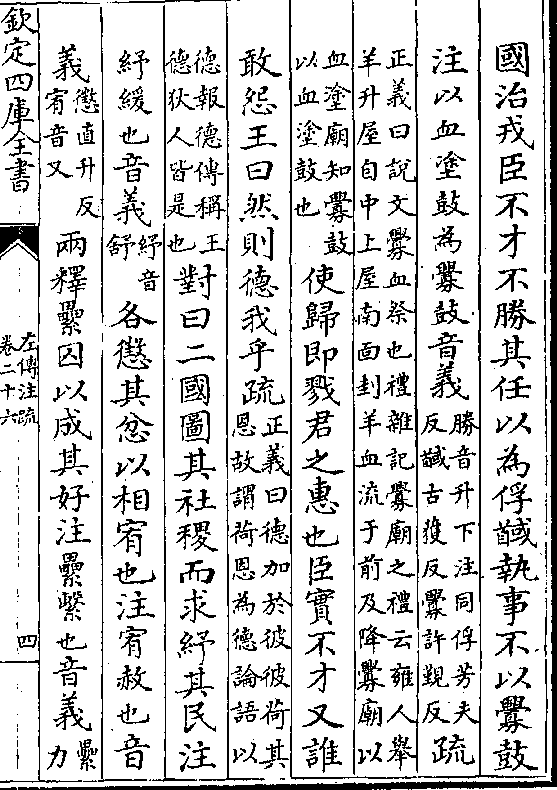 國治戎臣不才不勝其任以為俘馘執事不以釁鼓
注以血塗鼓為釁鼓音義勝音升下注同俘芳夫反馘古獲反釁許覲反疏
正義曰說文釁血祭也禮雜記釁廟之禮云雍人舉羊升屋自中中屋南面刲羊血流于前乃降釁廟以
血塗廟知釁鼓以血塗鼓也使歸即戮君之惠也臣實不才又誰
敢怨王曰然則德我乎疏正義曰德加於彼彼荷其恩故謂荷恩為德論語以
德報德傳稱王德狄人皆是也對曰二國圖其社稷而求紓其民注
紓緩也音義紓音舒各懲其忿以相宥也注宥赦也音
義懲直升反宥音又兩釋纍囚以成其好注纍繫也音義纍力
欽定四庫全書
左傳注疏
卷二十六
四